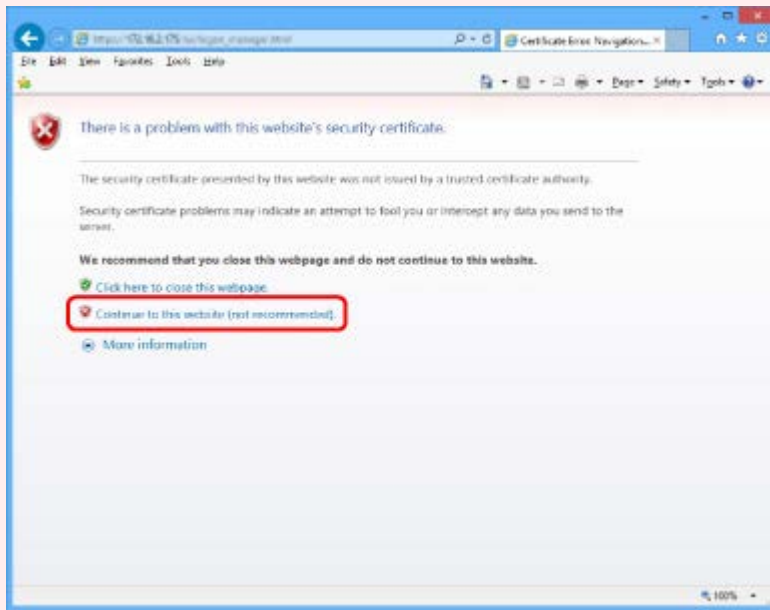 Certificate Error: Navigation...
File Edit View Favorites Tools Help
Page Safety Tools
There is a problem with this website's security certificate.
The security certificate presented by this website was not issued by a trusted certificate authority.
Security certificate problems may indicate an attempt to fool you or intercept any data you send to the
server.
We recommend that you close this webpage and do not continue to this website.
Click here to close this webpage.
Continue to this website (not recommended).
More information
100%